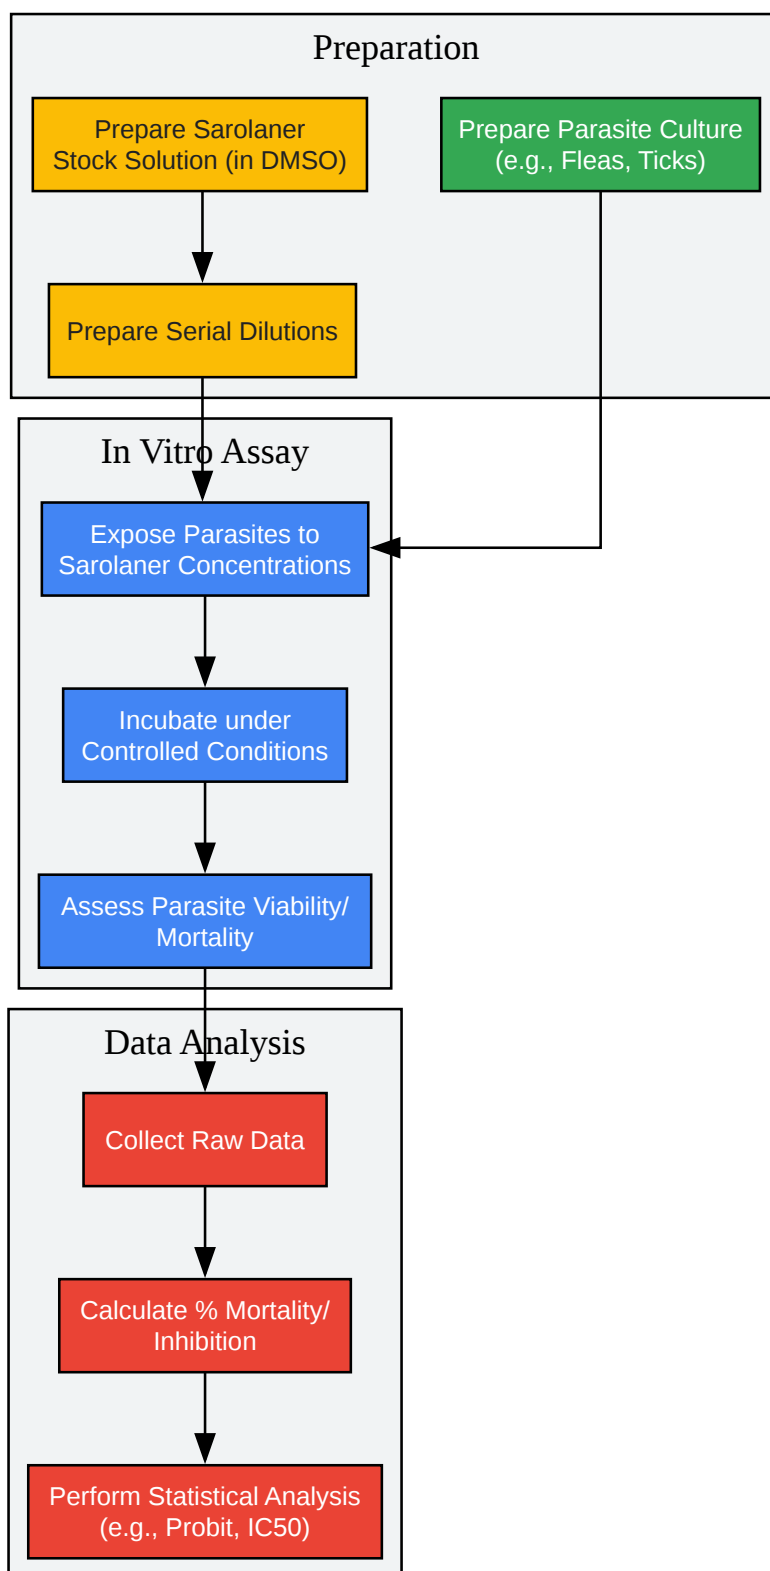 Preparation
Prepare Sarolaner
Stock Solution (in DMSO)
Prepare Parasite Culture
(e.g., Fleas, Ticks)
Prepare Serial Dilutions
In Vitro Assay
Expose Parasites to
Sarolaner Concentrations
Incubate under
Controlled Conditions
Assess Parasite Viability/
Mortality
Data Analysis
Collect Raw Data
Calculate % Mortality/
Inhibition
Perform Statistical Analysis
(e.g., Probit, IC50)